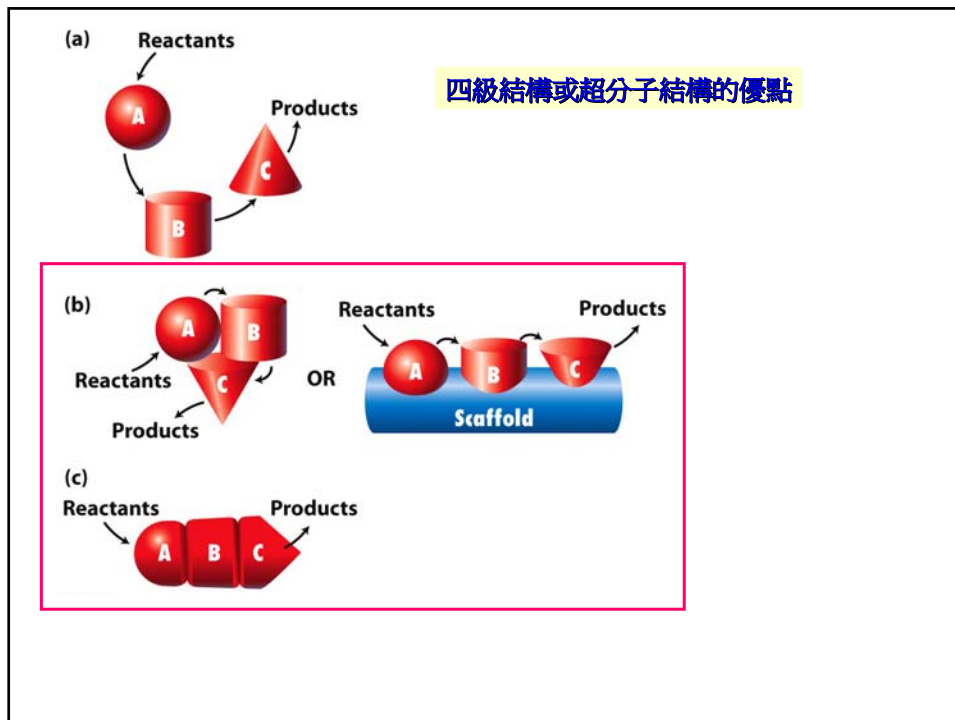 (a)
Reactants
A
Products
C
B
四級結構或超分子結構的優點
(b)
A
B
C
Reactants
Products
OR
Reactants
Products
A
B
C
Scaffold
(c)
Reactants
Products
A B C